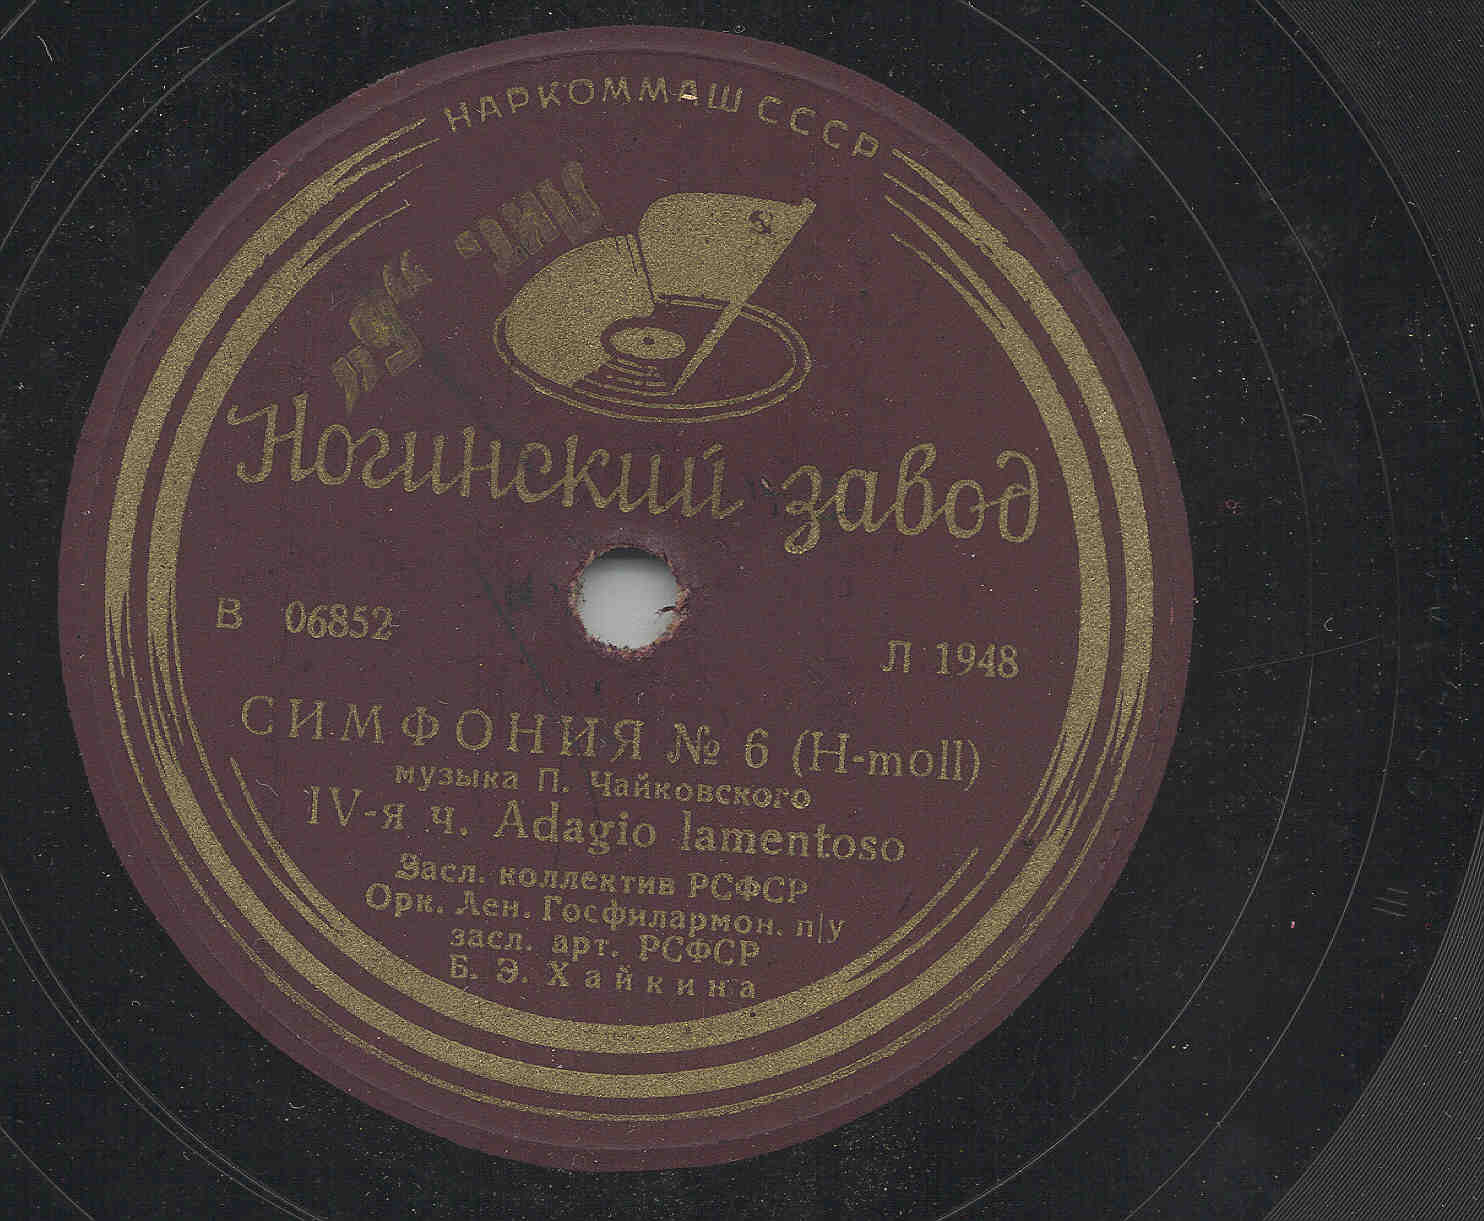 НАРКОММАШ СССР
Ногинский завод
В 06852
Л 1948
СИМФОНИЯ № 6 (H-moll)
музыка П. Чайковского
IV-я ч. Adagio lamentoso
Засл. коллектив РСФСР
Орк. Лен. Госфилармон. п/у
засл. арт. РСФСР
Б. Э. Хайкина